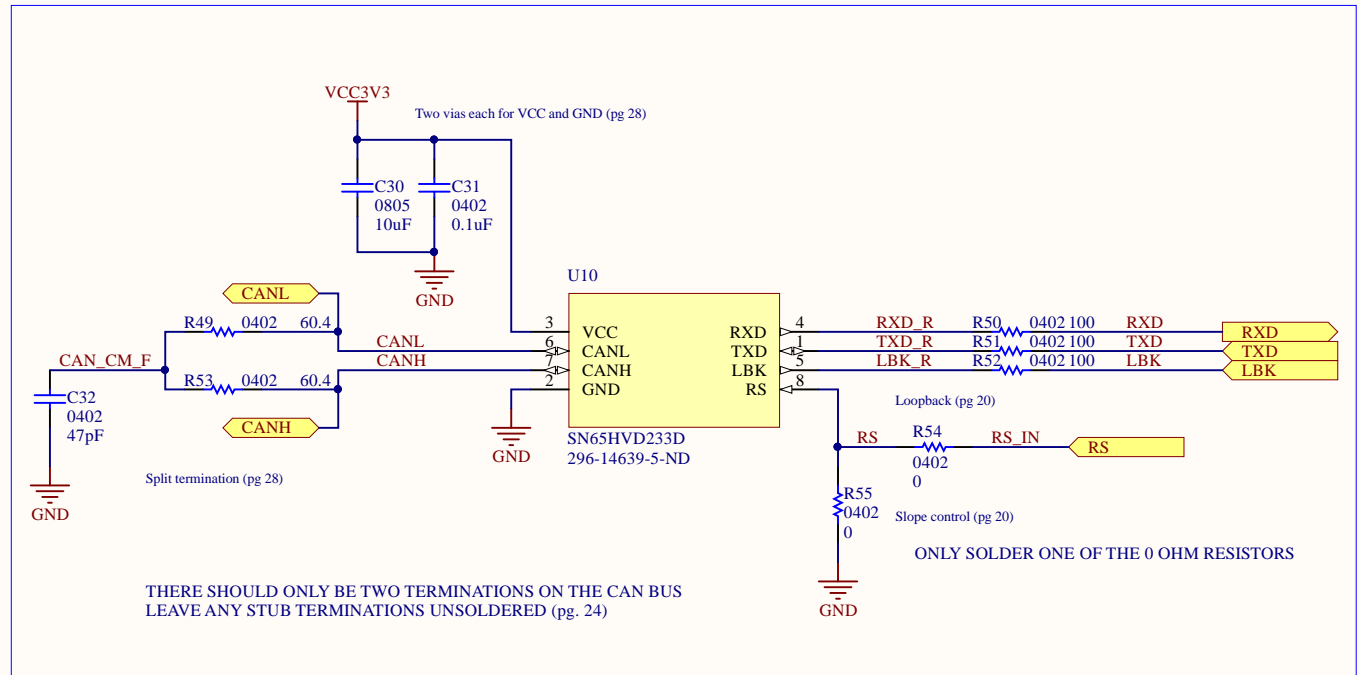 VCC3V3
Two vias each for VCC and GND (pg 28)
C30
0805
10uF
C31
0402
0.1uF
GND
U10
CANL
R49 0402 60.4
CAN_CM_F
R53 0402 60.4
CANH
C32
0402
47pF
GND
Split termination (pg 28)
CANL
CANH
3
6
7
2
GND
VCC
CANL
CANH
GND
RXD
TXD
LBK
RS
4
1
5
8
SN65HVD233D
296-14639-5-ND
RXD_R R50 0402 100 RXD RXD
TXD_R R51 0402 100 TXD TXD
LBK_R R52 0402 100 LBK LBK
Loopback (pg 20)
RS R54 RS_IN RS
0402
0
R55
0402
0
Slope control (pg 20)
ONLY SOLDER ONE OF THE 0 OHM RESISTORS
GND
THERE SHOULD ONLY BE TWO TERMINATIONS ON THE CAN BUS
LEAVE ANY STUB TERMINATIONS UNSOLDERED (pg. 24)